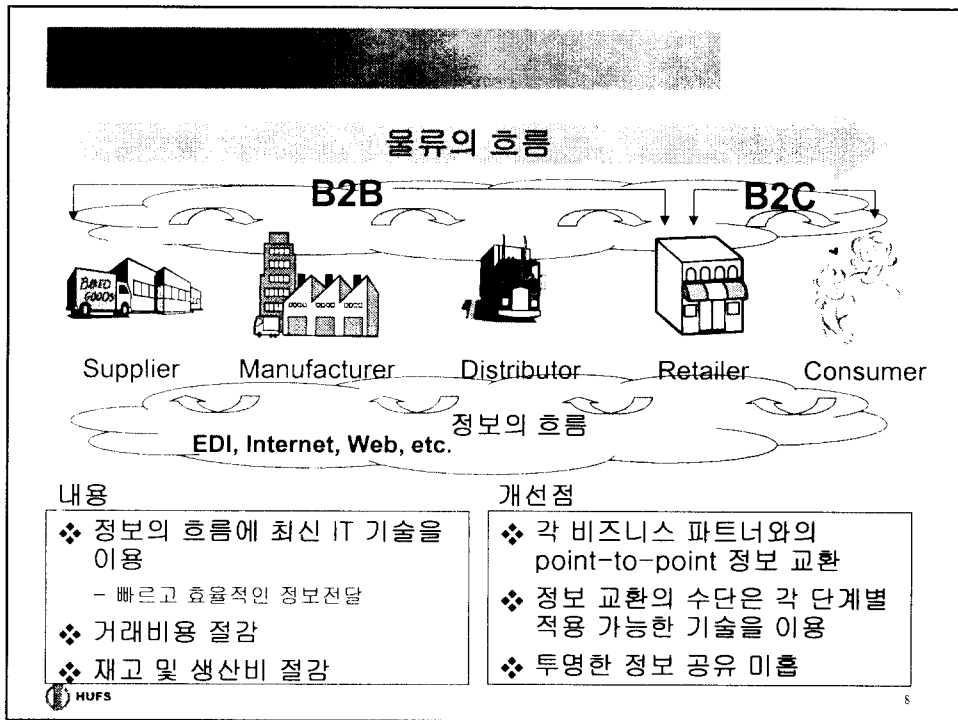 물류의 흐름
B2B
B2C
BAKED
GOODS
Supplier
Manufacturer
Distributor
Retailer
Consumer
정보의 흐름
EDI, Internet, Web, etc.
내용
❖ 정보의 흐름에 최신 IT 기술을
이용
– 빠르고 효율적인 정보전달
❖ 거래비용 절감
❖ 재고 및 생산비 절감
개선점
❖ 각 비즈니스 파트너와의
point-to-point 정보 교환
❖ 정보 교환의 수단은 각 단계별
적용 가능한 기술을 이용
❖ 투명한 정보 공유 미흡
HUFS
8